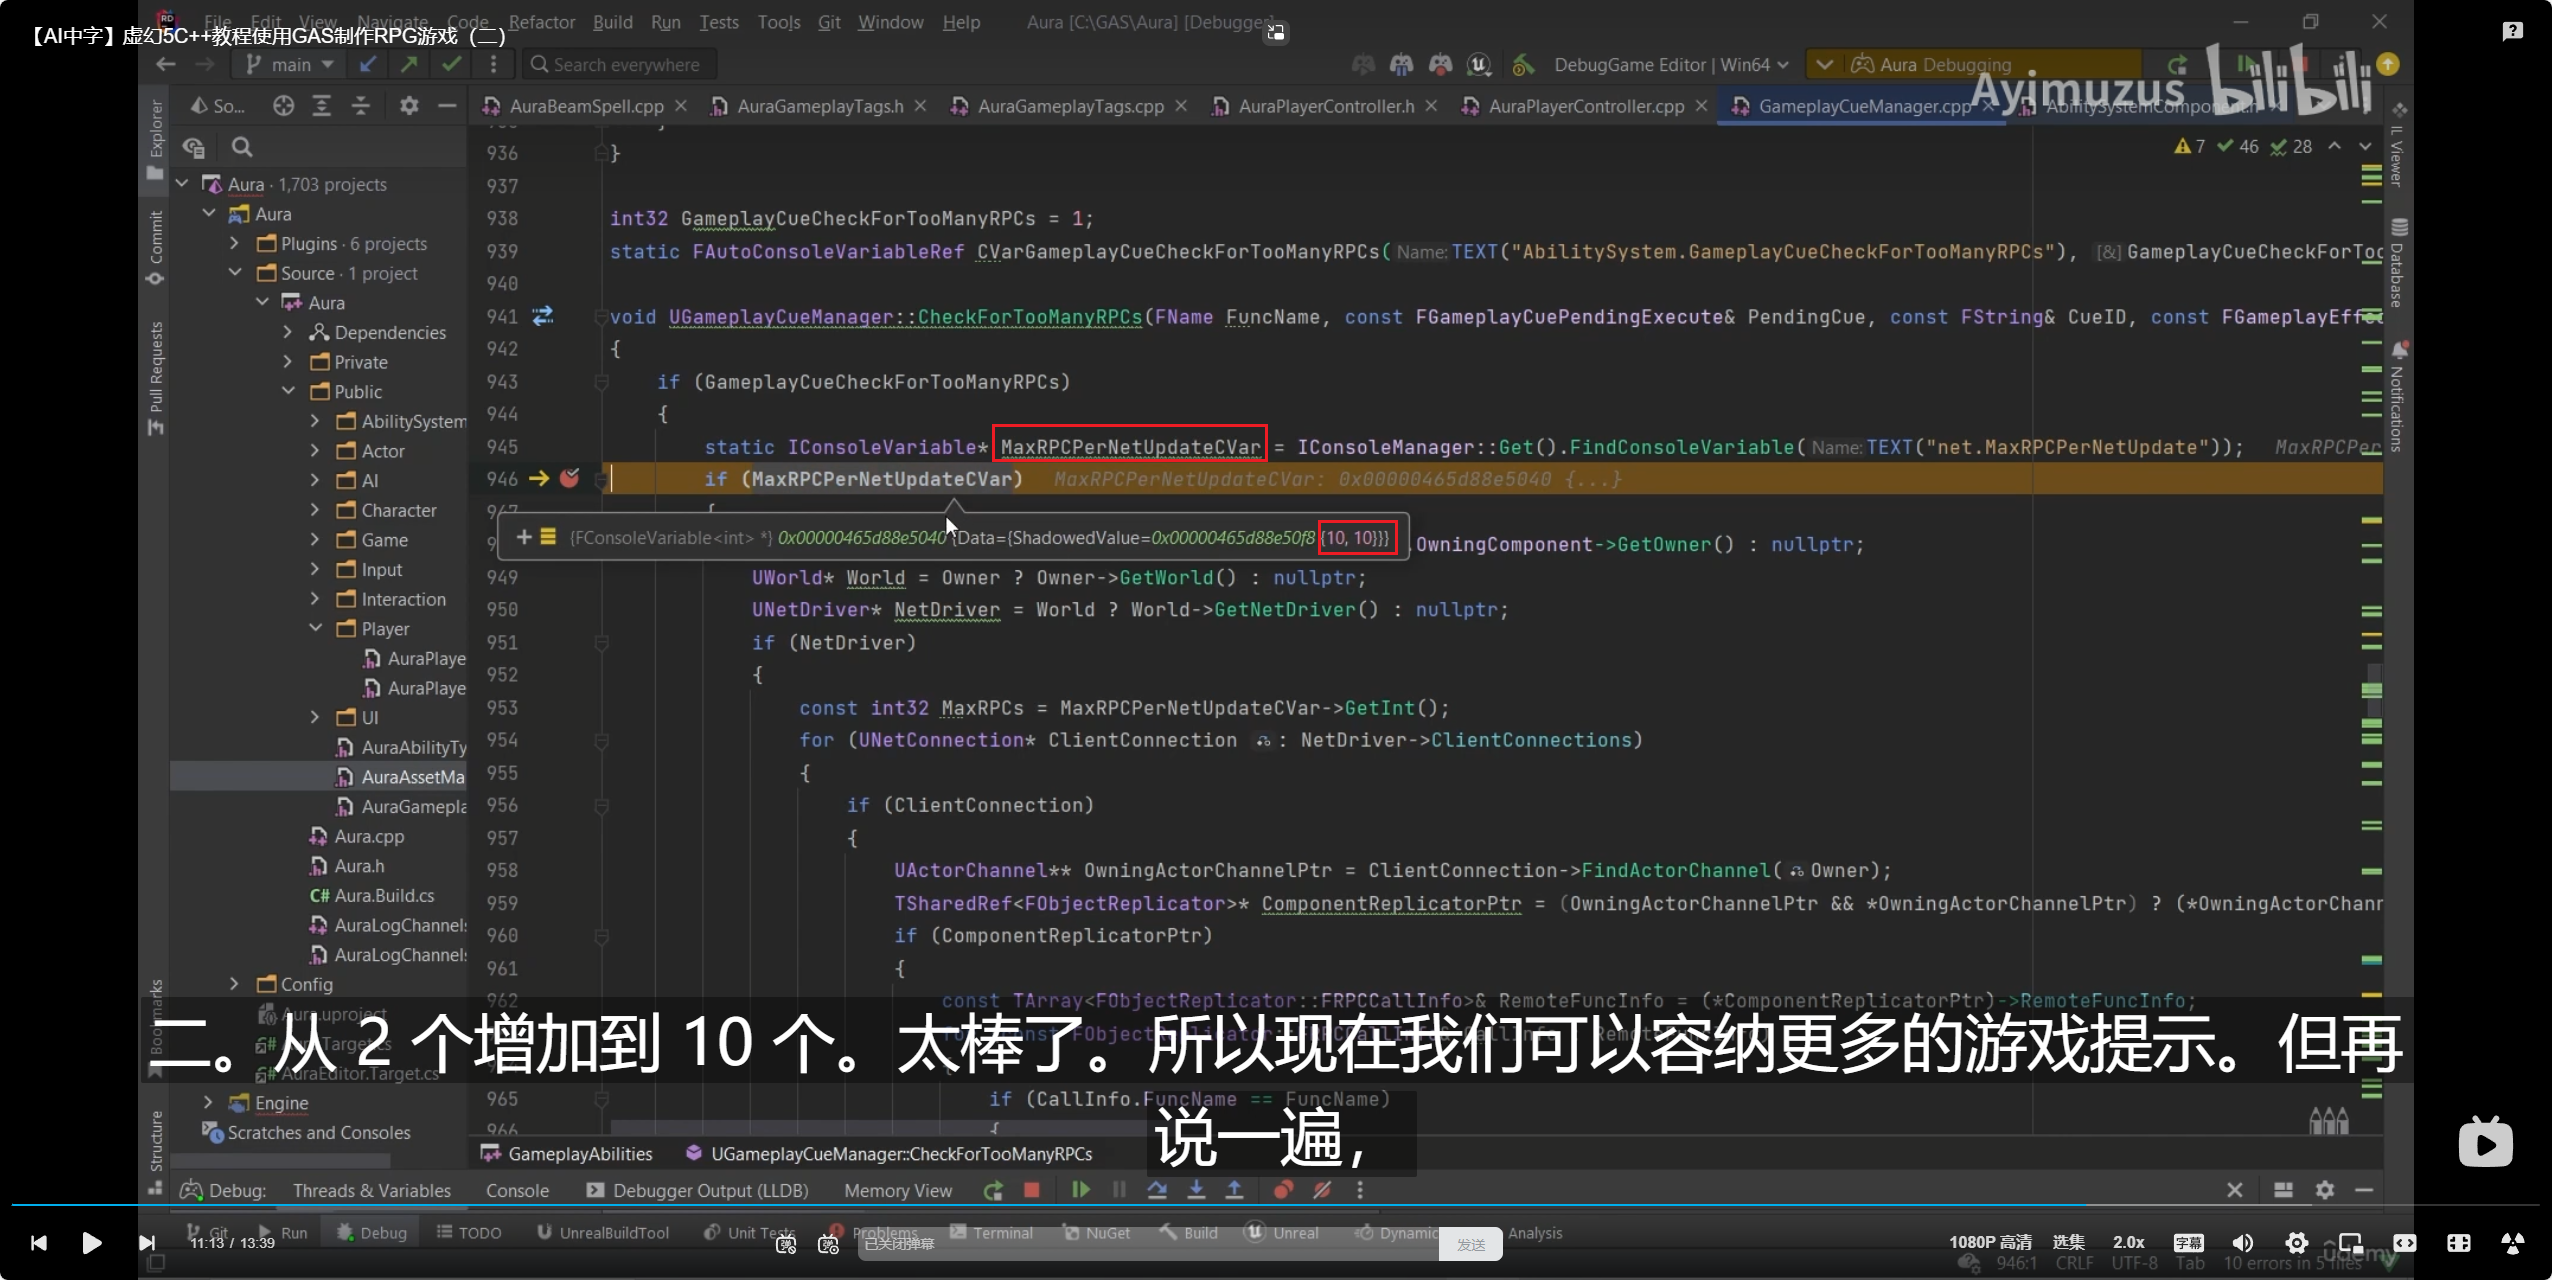 File Edit View Navigate Code Refactor Build Run Tests Tools Git Window Help Aura [C:\GAS\Aura] [Debugger]
【AI中字】虚幻5C++教程使用GAS制作RPG游戏（二）
main Search everywhere DebugGame Editor | Win64 Aura Debugging
Ayimuzus bilibili
So... AuraBeamSpell.cpp AuraGameplayTags.h AuraGameplayTags.cpp AuraPlayerController.h AuraPlayerController.cpp GameplayCueManager.cpp AbilitySystemComponent.h
7 46 28
Explorer
Commit
Pull Requests
Bookmarks
Structure
IL Viewer
Database
Notifications
Aura · 1,703 projects
Aura
Plugins · 6 projects
Source · 1 project
Aura
Dependencies
Private
Public
AbilitySystem
Actor
AI
Character
Game
Input
Interaction
Player
AuraPlaye
AuraPlaye
UI
AuraAbilityTy
AuraAssetMa
AuraGamepla
Aura.cpp
Aura.h
C# Aura.Build.cs
AuraLogChannels
AuraLogChannels
Config
Aura.uproject
Aura.Target.cs
AuraEditor.Target.cs
Engine
Scratches and Consoles
936 }
937
938 int32 GameplayCueCheckForTooManyRPCs = 1;
939 static FAutoConsoleVariableRef CVarGameplayCueCheckForTooManyRPCs( Name: TEXT("AbilitySystem.GameplayCueCheckForTooManyRPCs"), [&] GameplayCueCheckForToo
940
941 void UGameplayCueManager::CheckForTooManyRPCs(FName FuncName, const FGameplayCuePendingExecute& PendingCue, const FString& CueID, const FGameplayEffec
942 {
943 if (GameplayCueCheckForTooManyRPCs)
944 {
945 static IConsoleVariable* MaxRPCPerNetUpdateCVar = IConsoleManager::Get().FindConsoleVariable( Name: TEXT("net.MaxRPCPerNetUpdate")); MaxRPCPer
946 if (MaxRPCPerNetUpdateCVar) MaxRPCPerNetUpdateCVar: 0x00000465d88e5040 {...}
{FConsoleVariable<int> *} 0x00000465d88e5040 {Data={ShadowedValue=0x00000465d88e50f8 {10, 10}}}
.OwningComponent->GetOwner() : nullptr;
949 UWorld* World = Owner ? Owner->GetWorld() : nullptr;
950 UNetDriver* NetDriver = World ? World->GetNetDriver() : nullptr;
951 if (NetDriver)
952 {
953 const int32 MaxRPCs = MaxRPCPerNetUpdateCVar->GetInt();
954 for (UNetConnection* ClientConnection : NetDriver->ClientConnections)
955 {
956 if (ClientConnection)
957 {
958 UActorChannel** OwningActorChannelPtr = ClientConnection->FindActorChannel( Owner);
959 TSharedRef<FObjectReplicator>* ComponentReplicatorPtr = (OwningActorChannelPtr && *OwningActorChannelPtr) ? (*OwningActorChann
960 if (ComponentReplicatorPtr)
961 {
962 const TArray<FObjectReplicator::FRPCCallInfo>& RemoteFuncInfo = (*ComponentReplicatorPtr)->RemoteFuncInfo;
二。从 2 个增加到 10 个。太棒了。所以现在我们可以容纳更多的游戏提示。但再
965 if (CallInfo.FuncName == FuncName)
966 {
说一遍，
GameplayAbilities UGameplayCueManager::CheckForTooManyRPCs
Debug: Threads & Variables Console Debugger Output (LLDB) Memory View
Git Run Debug TODO UnrealBuildTool Unit Tests Problems Terminal NuGet Build Unreal Dynamic Analysis
11:13 / 13:39 已关闭弹幕 发送 1080P 高清 选集 2.0x 字幕
udemy
946:1 CRLF UTF-8 Tab 10 errors in 5 files